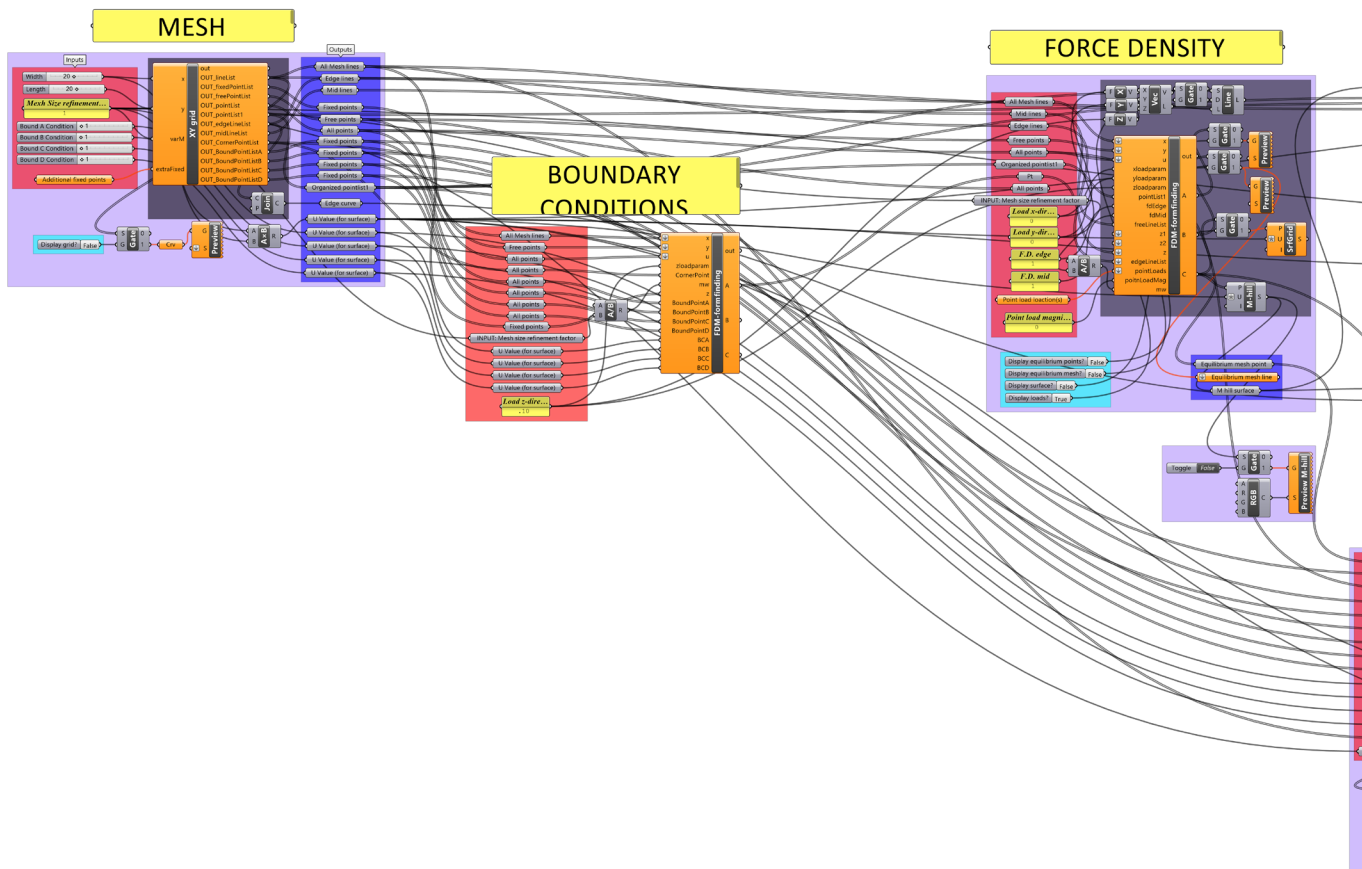 MESH
Inputs
Width
20
Length
20
Mexh Size refinement...
1
Bound A Condition
1
Bound B Condition
1
Bound C Condition
1
Bound D Condition
1
Additional fixed points
x
y
varM
extraFixed
XY grid
out
OUT_lineList
OUT_fixedPointList
OUT_freePointList
OUT_pointList
OUT_pointList1
OUT_edgeLineList
OUT_midLineList
OUT_CornerPointList
OUT_BoundPointListA
OUT_BoundPointListB
OUT_BoundPointListC
OUT_BoundPointListD
Join
A×B
Display grid?
False
Gate
Crv
Preview
Outputs
All Mesh lines
Edge lines
Mid lines
Fixed points
Free points
All points
Fixed points
Fixed points
Fixed points
Fixed points
Organized pointlist1
Edge curve
U Value (for surface)
U Value (for surface)
U Value (for surface)
U Value (for surface)
U Value (for surface)
BOUNDARY
CONDITIONS
All Mesh lines
Free points
All points
All points
All points
All points
All points
All points
Fixed points
INPUT: Mesh size refinement factor
U Value (for surface)
U Value (for surface)
U Value (for surface)
U Value (for surface)
Load z-dire...
.10
A/B
x
y
u
zloadparam
CornerPoint
mw
z
BoundPointA
BoundPointB
BoundPointC
BoundPointD
BCA
BCB
BCC
BCD
FDM-formfinding
out
A
B
C
FORCE DENSITY
All Mesh lines
Mid lines
Edge lines
Free points
All points
Organized pointlist1
Pt
All points
INPUT: Mesh size refinement factor
Load x-dir...
0
Load y-dir...
0
F.D. edge
1
F.D. mid
1
Point load loaction(s)
Point load magni...
0
A/B
X
Y
Z
Vec
Gate
Line
x
y
u
xloadparam
yloadparam
zloadparam
pointList1
fdEdge
fdMid
freeLineList
z1
z2
z
edgeLineList
pointLoads
poitnLoadMag
mw
FDM-formfinding
out
A
B
C
Gate
Gate
Preview
Preview
Gate
SrfGrid
M-hill
Display equilibrium points?
False
Display equilibrium mesh?
False
Display surface?
False
Display loads?
True
Equilibrium mesh point
Equilibrium mesh line
M hill surface
Toggle
False
Gate
RGB
Preview M-hill